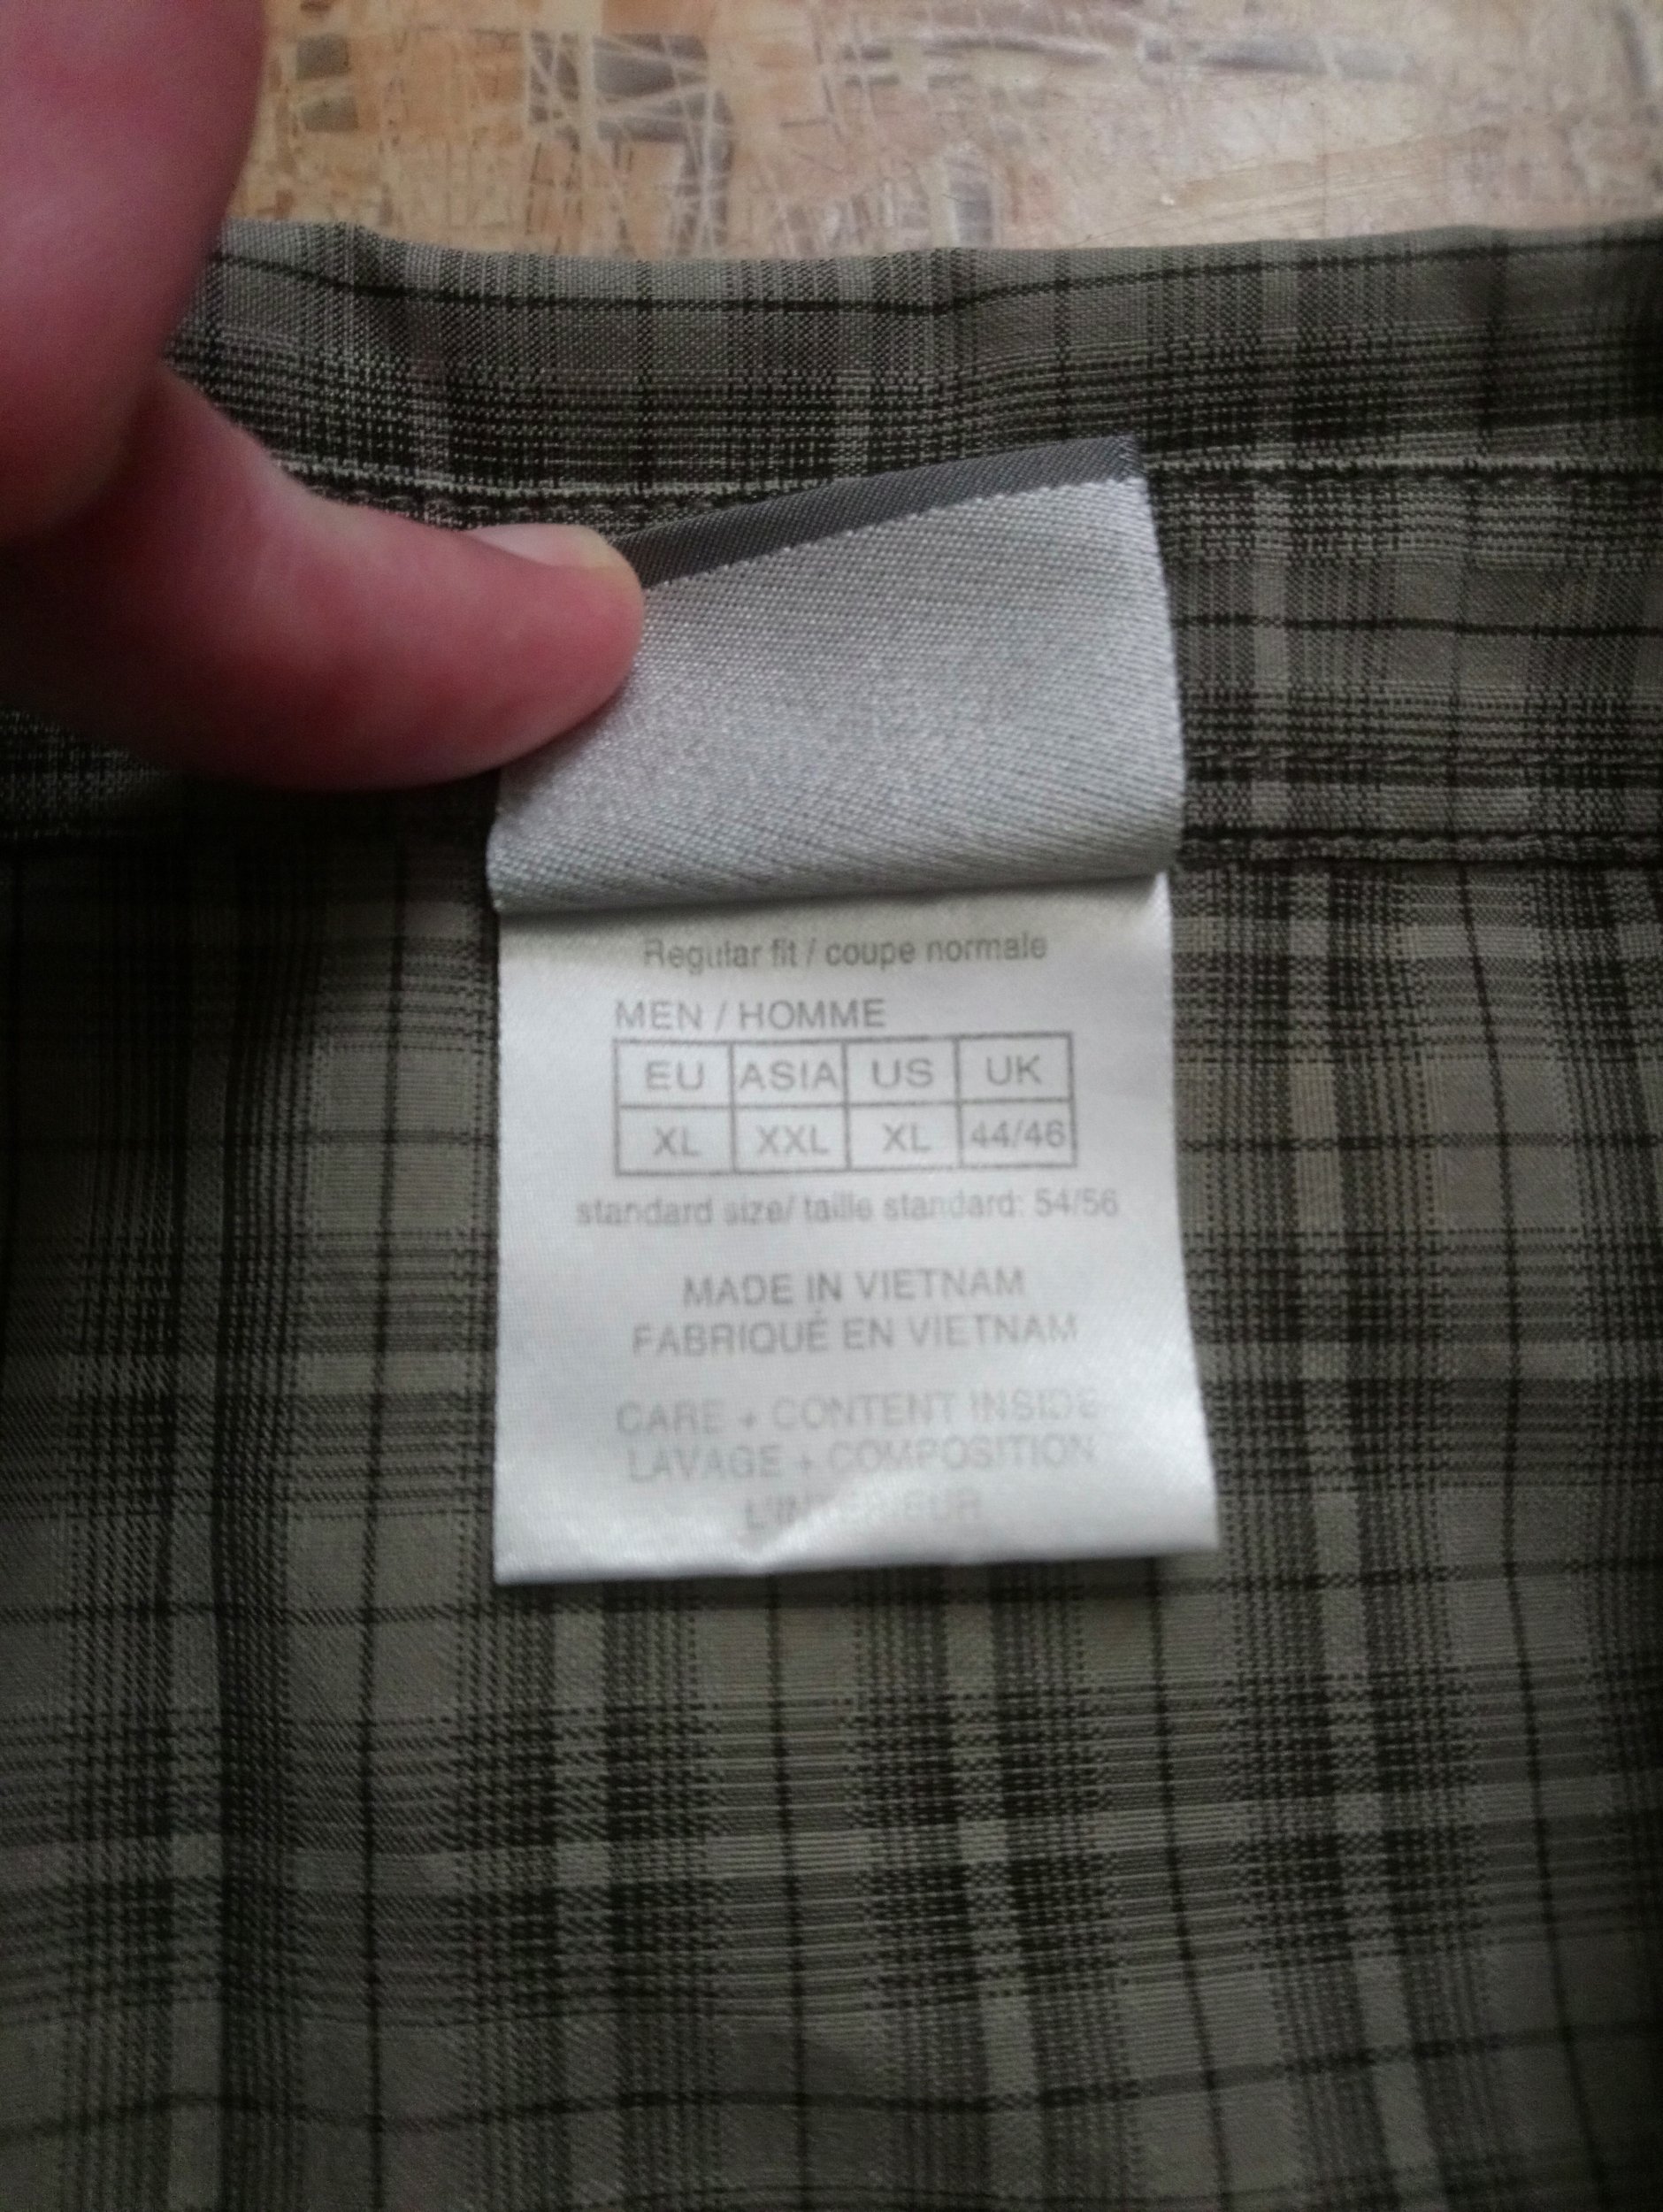 Regular fit / coupe normale
MEN / HOMME
EU ASIA US UK
XL XXL XL 44/46
standard size/ taille standard: 54/56
MADE IN VIETNAM
FABRIQUÉ EN VIETNAM
CARE + CONTENT INSIDE
LAVAGE + COMPOSITION